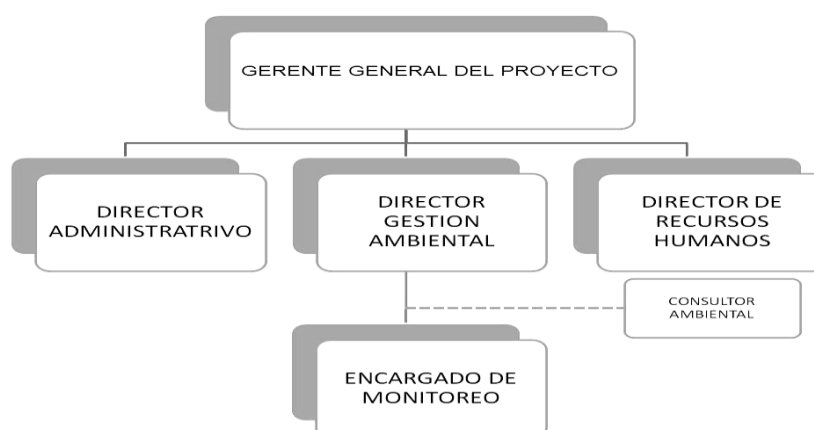 GERENTE GENERAL DEL PROYECTO
DIRECTOR
ADMINISTRATRIVO
DIRECTOR
GESTION
AMBIENTAL
DIRECTOR DE
RECURSOS
HUMANOS
CONSULTOR
AMBIENTAL
ENCARGADO DE
MONITOREO